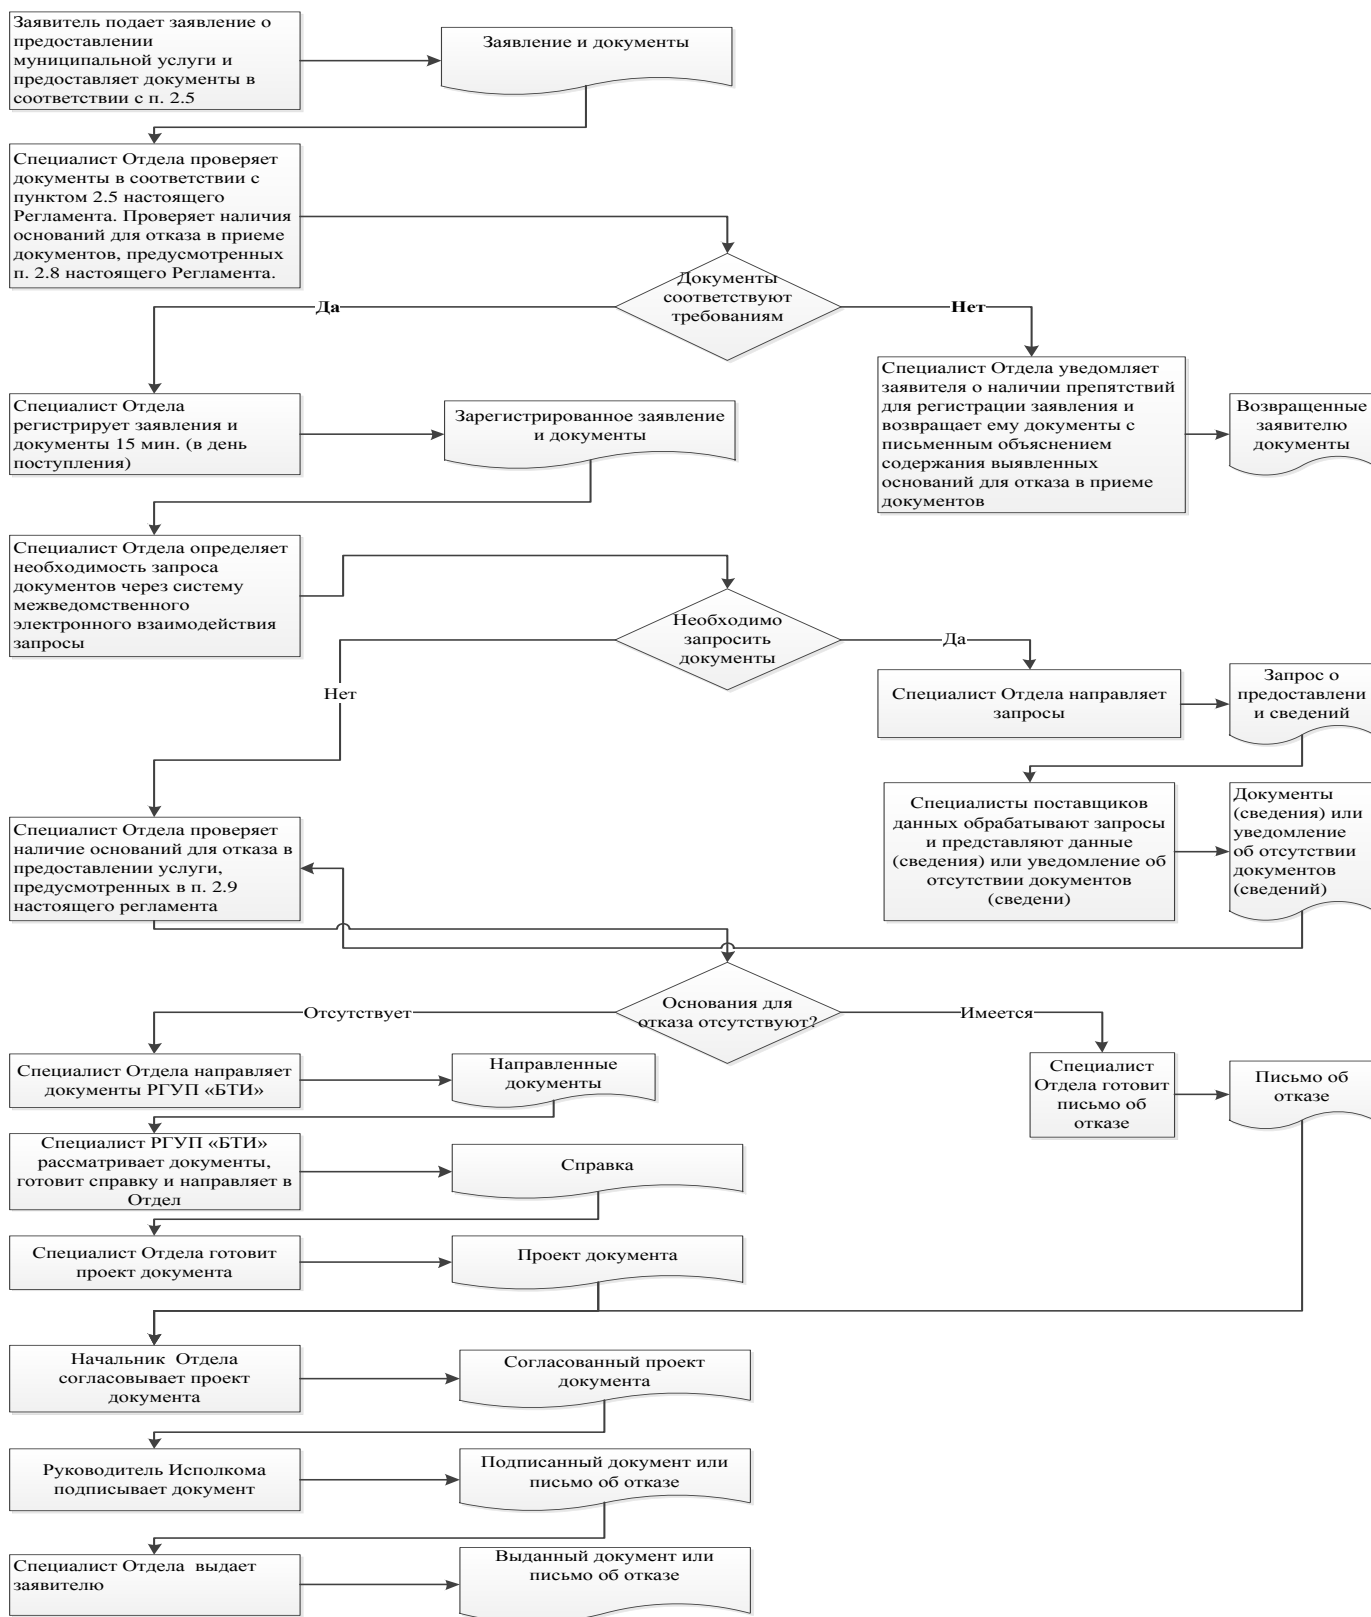 Заявитель подает заявление о
предоставлении
муниципальной услуги и
предоставляет документы в
соответствии с п. 2.5
Заявление и документы
Специалист Отдела проверяет
документы в соответствии с
пунктом 2.5 настоящего
Регламента. Проверяет наличия
оснований для отказа в приеме
документов, предусмотренных
п. 2.8 настоящего Регламента.
Документы
соответствуют
требованиям
Да
Нет
Специалист Отдела
регистрирует заявления и
документы 15 мин. (в день
поступления)
Зарегистрированное заявление
и документы
Специалист Отдела уведомляет
заявителя о наличии препятствий
для регистрации заявления и
возвращает ему документы с
письменным объяснением
содержания выявленных
оснований для отказа в приеме
документов
Возвращенные
заявителю
документы
Специалист Отдела определяет
необходимость запроса
документов через систему
межведомственного
электронного взаимодействия
запросы
Необходимо
запросить
документы
Да
Нет
Специалист Отдела направляет
запросы
Запрос о
предоставлени
и сведений
Специалисты поставщиков
данных обрабатывают запросы
и представляют данные
(сведения) или уведомление об
отсутствии документов
(сведени)
Документы
(сведения) или
уведомление
об отсутствии
документов
(сведений)
Специалист Отдела проверяет
наличие оснований для отказа в
предоставлении услуги,
предусмотренных в п. 2.9
настоящего регламента
Основания для
отказа отсутствуют?
Отсутствует
Имеется
Специалист Отдела направляет
документы РГУП «БТИ»
Направленные
документы
Специалист
Отдела готовит
письмо об
отказе
Письмо об
отказе
Специалист РГУП «БТИ»
рассматривает документы,
готовит справку и направляет в
Отдел
Справка
Специалист Отдела готовит
проект документа
Проект документа
Начальник  Отдела
согласовывает проект
документа
Согласованный проект
документа
Руководитель Исполкома
подписывает документ
Подписанный документ или
письмо об отказе
Специалист Отдела  выдает
заявителю
Выданный документ или
письмо об отказе